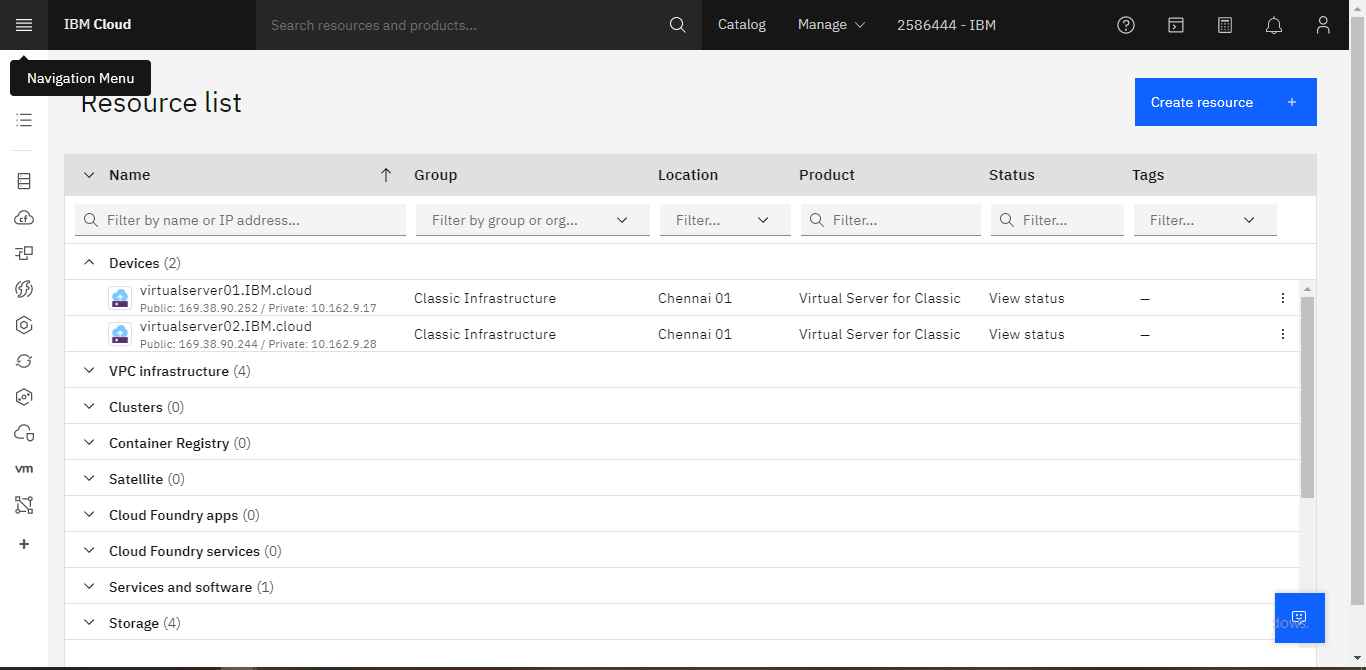 IBM Cloud
Search resources and products...
Catalog
Manage
2586444 - IBM
Navigation Menu
Resource list
Create resource +
Name Group Location Product Status Tags
Filter by name or IP address... Filter by group or org... Filter... Filter... Filter... Filter...
Devices (2)
virtualserver01.IBM.cloud Classic Infrastructure Chennai 01 Virtual Server for Classic View status –
Public: 169.38.90.252 / Private: 10.162.9.17
virtualserver02.IBM.cloud Classic Infrastructure Chennai 01 Virtual Server for Classic View status –
Public: 169.38.90.244 / Private: 10.162.9.28
VPC infrastructure (4)
Clusters (0)
Container Registry (0)
Satellite (0)
vm
Cloud Foundry apps (0)
Cloud Foundry services (0)
Services and software (1)
Storage (4)
dows.